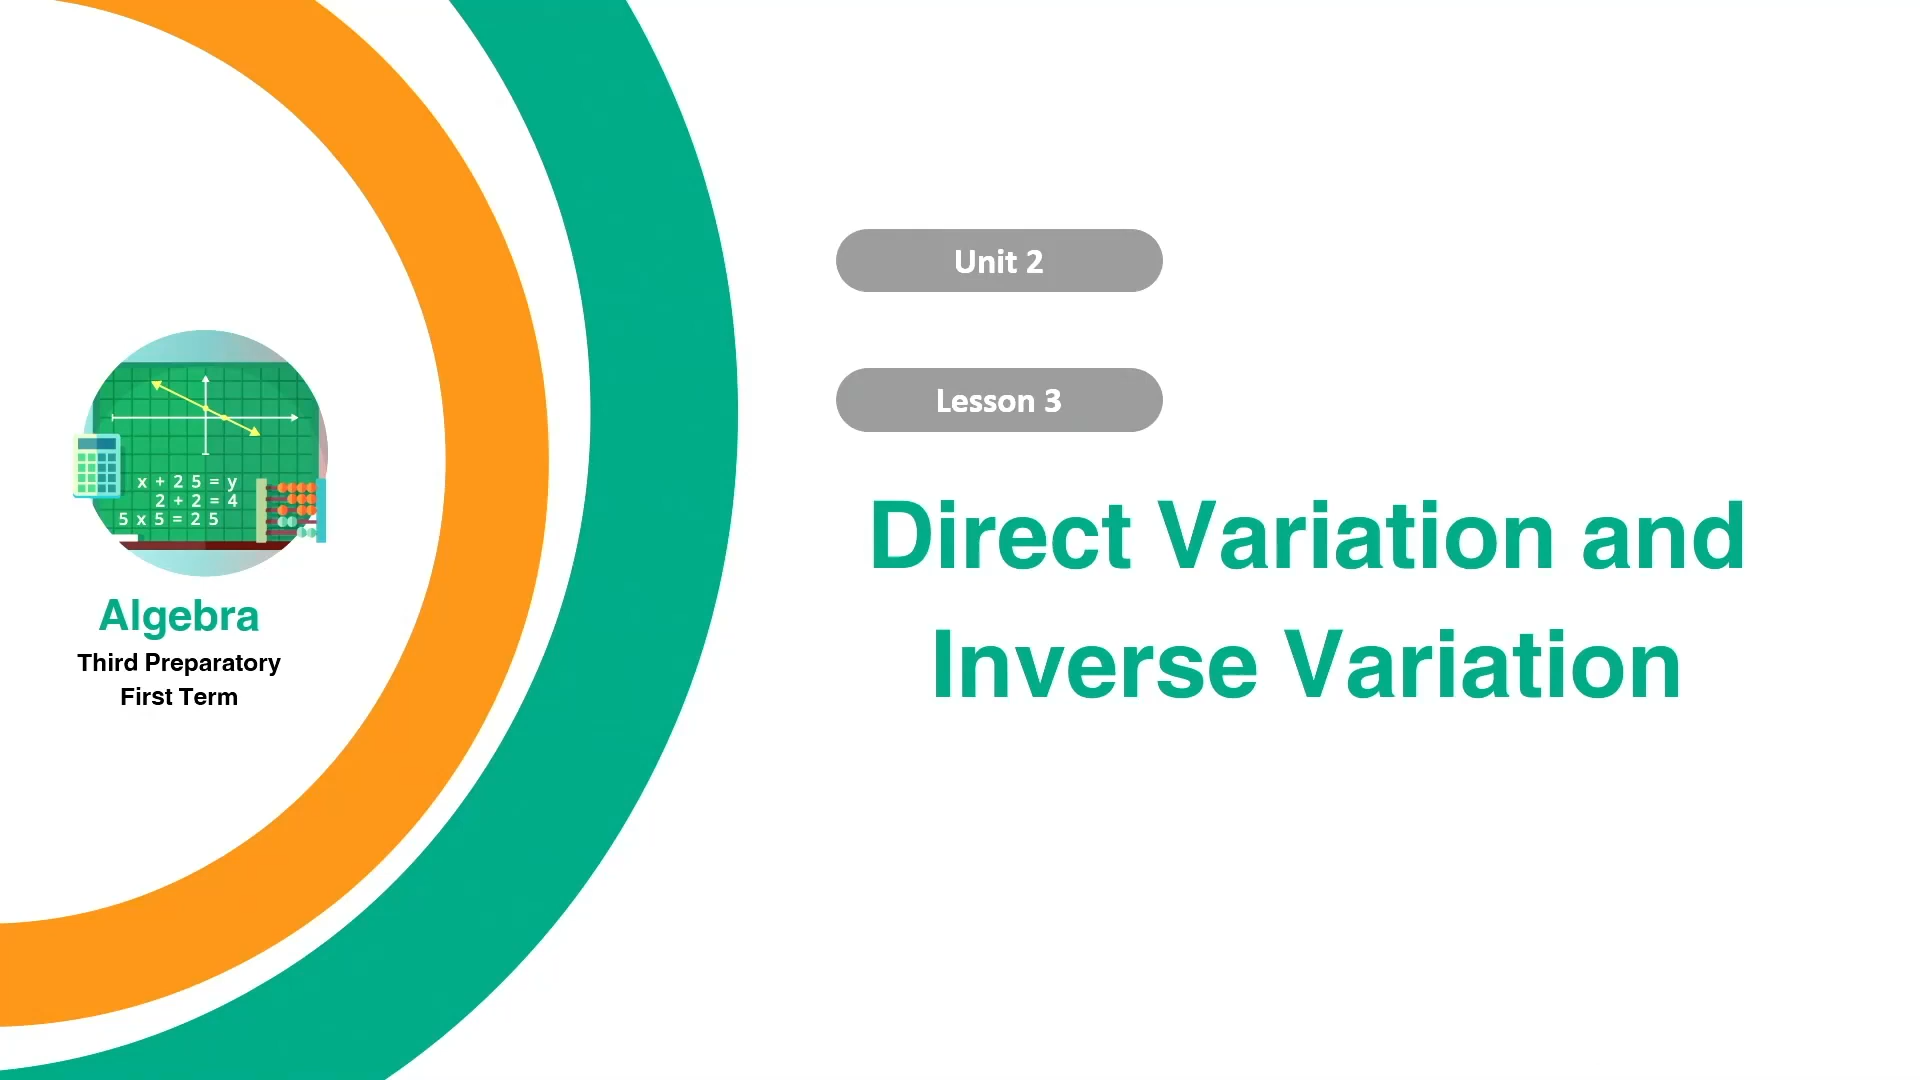 Unit 2
Lesson 3
Direct Variation and
Inverse Variation
x + 2 5 = y
2 + 2 = 4
5 x 5 = 2 5
Algebra
Third Preparatory
First Term